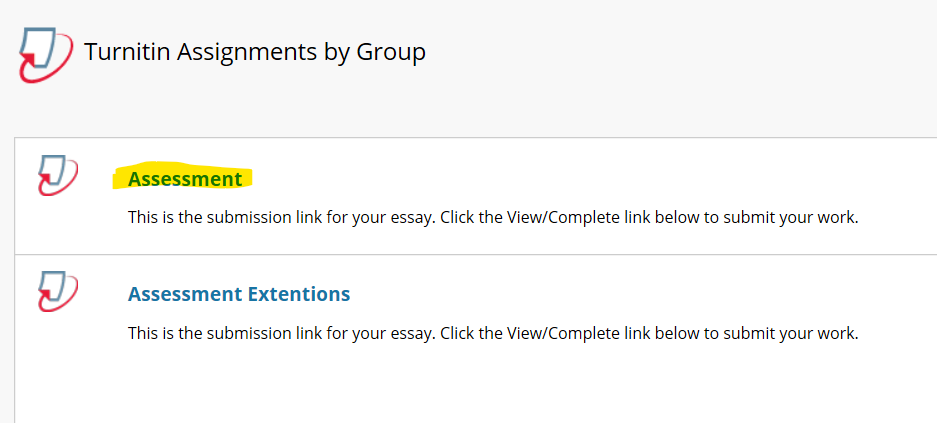 Turnitin Assignments by Group
Assessment
This is the submission link for your essay. Click the View/Complete link below to submit your work.
Assessment Extentions
This is the submission link for your essay. Click the View/Complete link below to submit your work.